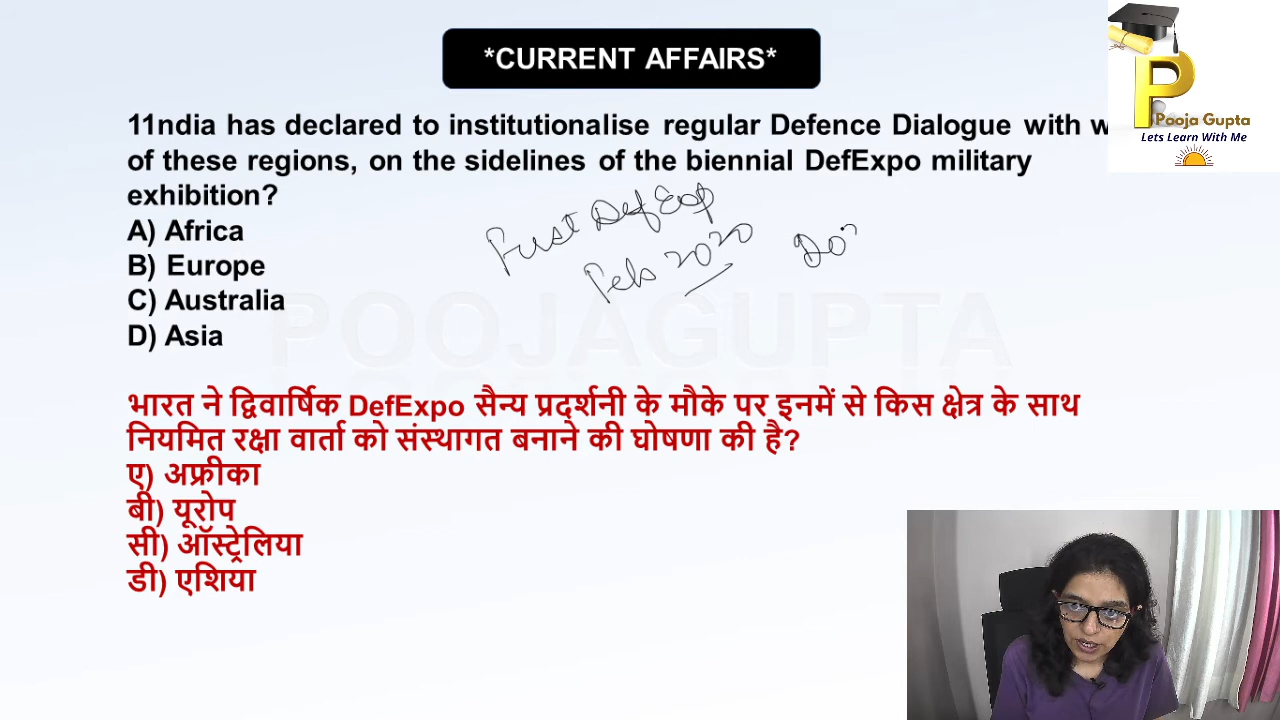 *CURRENT AFFAIRS*
Pooja Gupta
Lets Learn With Me
11ndia has declared to institutionalise regular Defence Dialogue with w
of these regions, on the sidelines of the biennial DefExpo military
exhibition?
A) Africa
B) Europe
C) Australia
D) Asia
First DefExp
Feb 2020
POOJAGUPTA
भारत ने द्विवार्षिक DefExpo सैन्य प्रदर्शनी के मौके पर इनमें से किस क्षेत्र के साथ
नियमित रक्षा वार्ता को संस्थागत बनाने की घोषणा की है?
ए) अफ्रीका
बी) यूरोप
सी) ऑस्ट्रेलिया
डी) एशिया